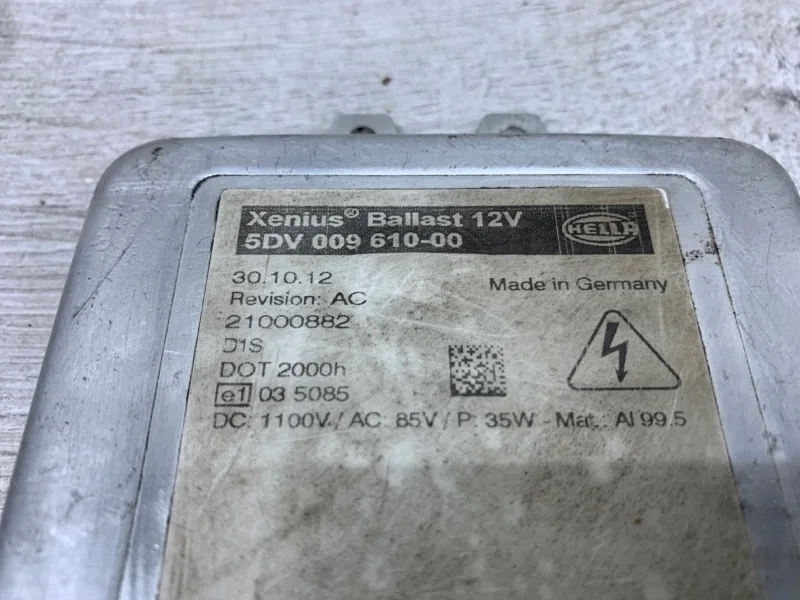 Xenius® Ballast 12V
5DV 009 610-00
HELLA
30.10.12
Made in Germany
Revision: AC
21000882
D1S
DOT 2000h
e1 03 5085
DC: 1100V / AC: 85V / P: 35W - Mat.: Al 99.5